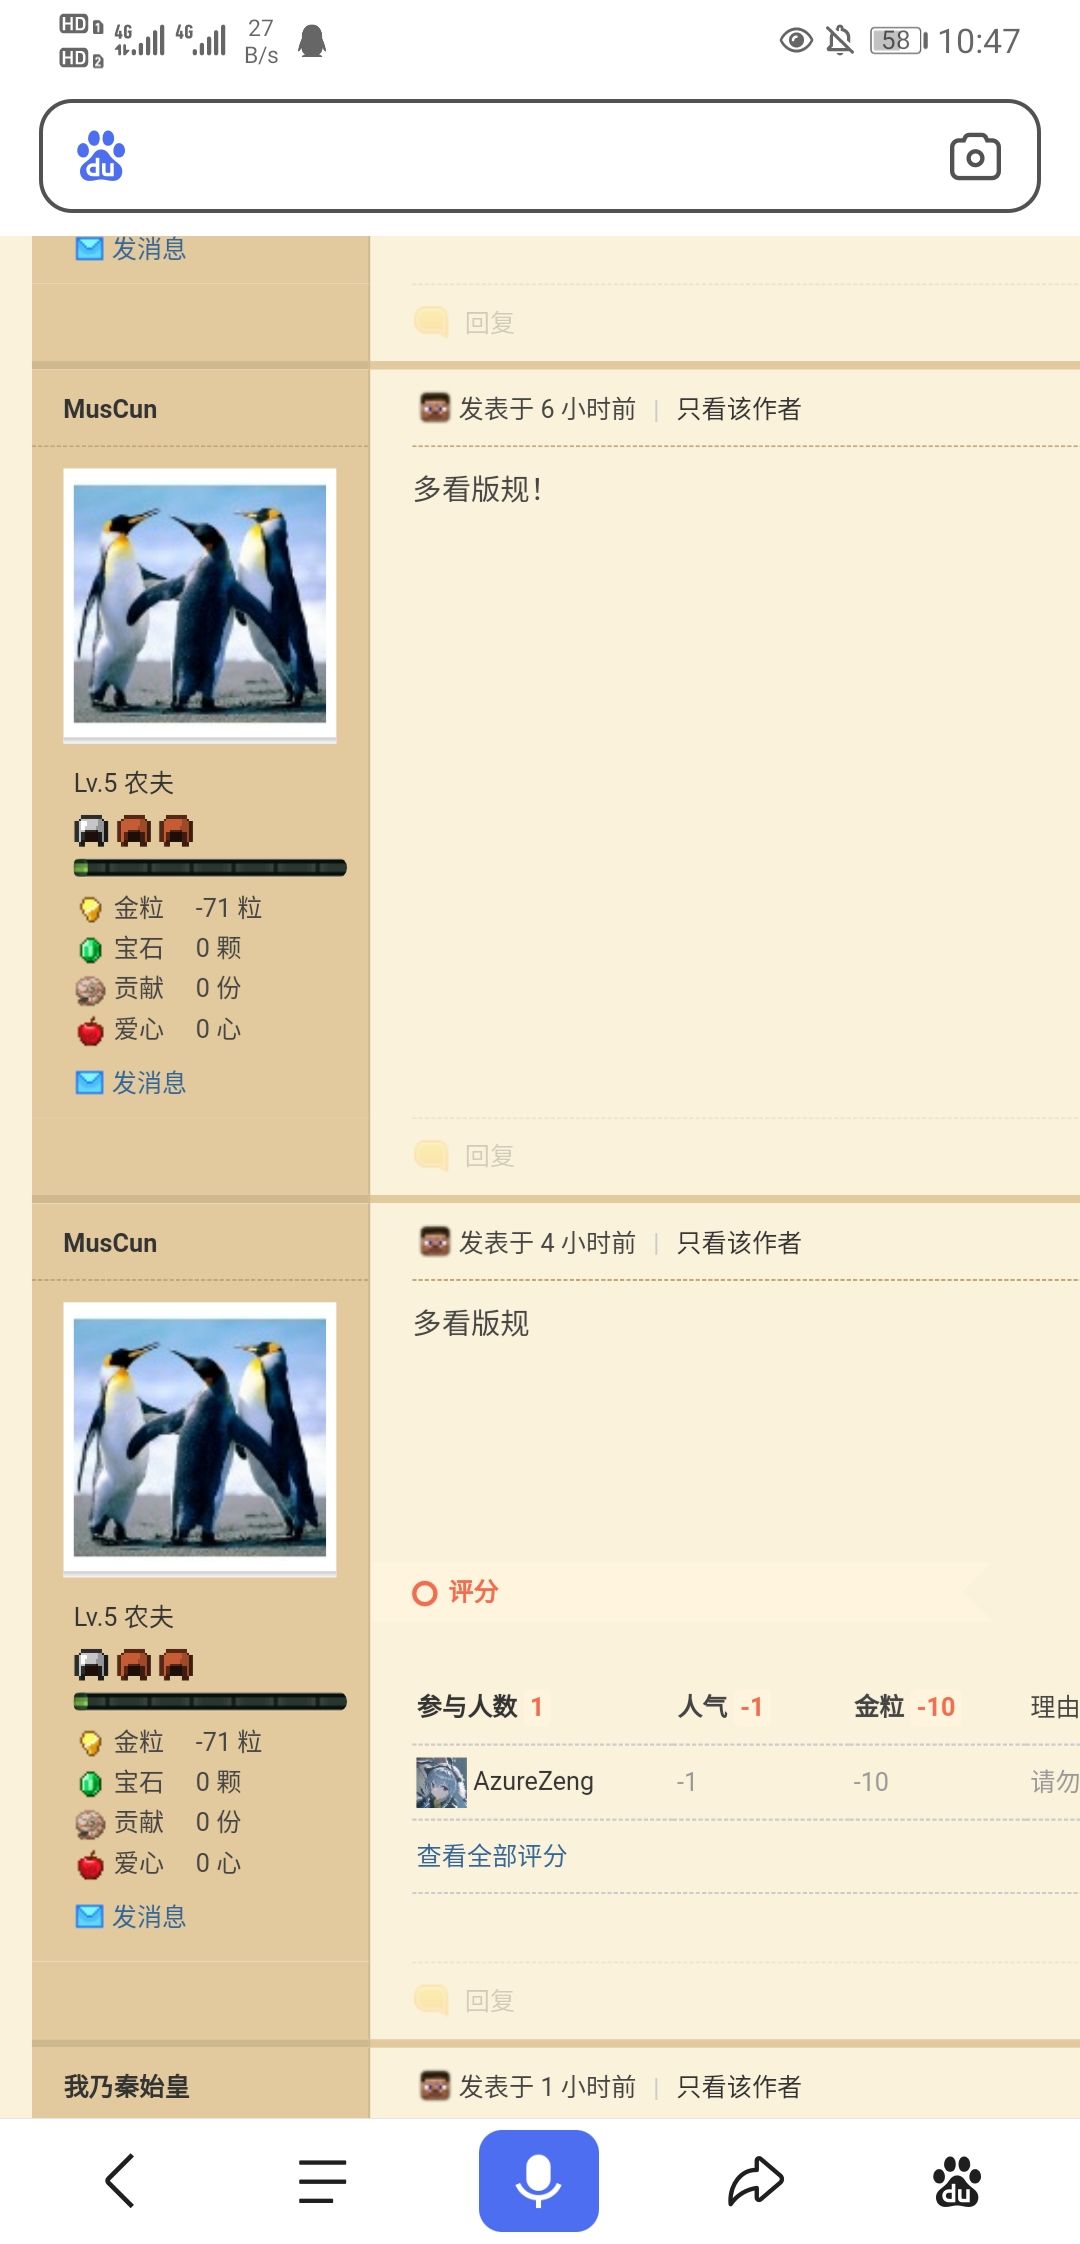 HD 1 4G 4G 27 58 10:47
HD 2 B/s
du
发消息
回复
MusCun
发表于 6 小时前 | 只看该作者
多看版规！
Lv.5 农夫
金粒 -71 粒
宝石 0 颗
贡献 0 份
爱心 0 心
发消息
回复
MusCun
发表于 4 小时前 | 只看该作者
多看版规
Lv.5 农夫
金粒 -71 粒
宝石 0 颗
贡献 0 份
爱心 0 心
发消息
评分
参与人数 1 人气 -1 金粒 -10 理由
AzureZeng -1 -10 请勿
查看全部评分
回复
我乃秦始皇
发表于 1 小时前 | 只看该作者
du